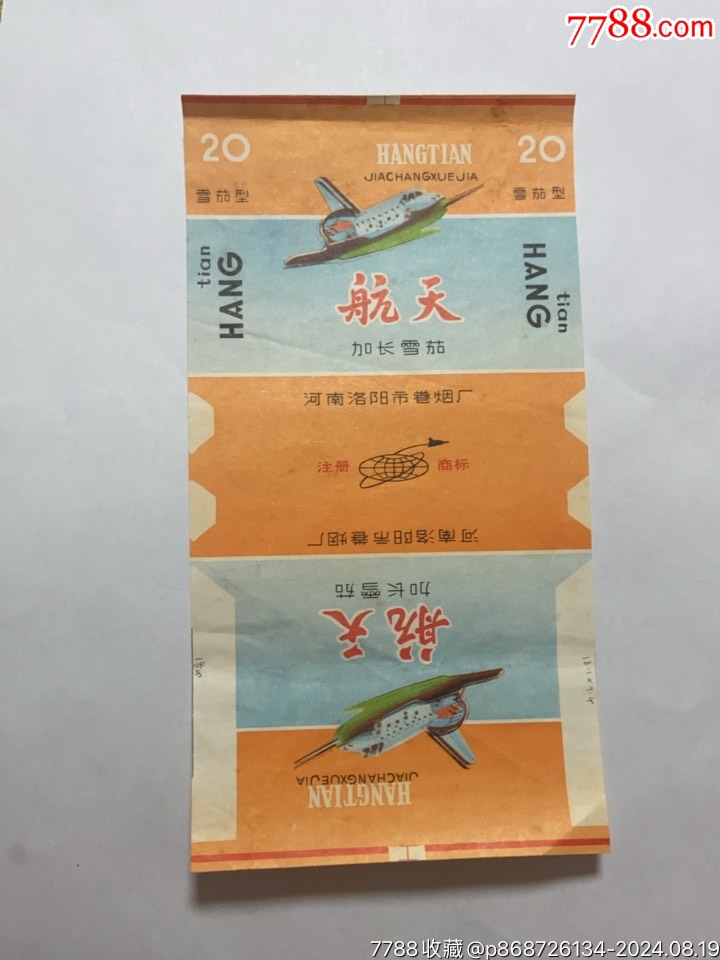 7788.com
20
HANGTIAN
20
JIACHANGXUEJIA
雪茄型
雪茄型
HANG
tian
HANG
tian
航天
加长雪茄
河南洛阳市卷烟厂
注册 商标
河南洛阳市卷烟厂
加长雪茄
航天
JIACHANGXUEJIA
HANGTIAN
7788收藏@p868726134-2024.08.19